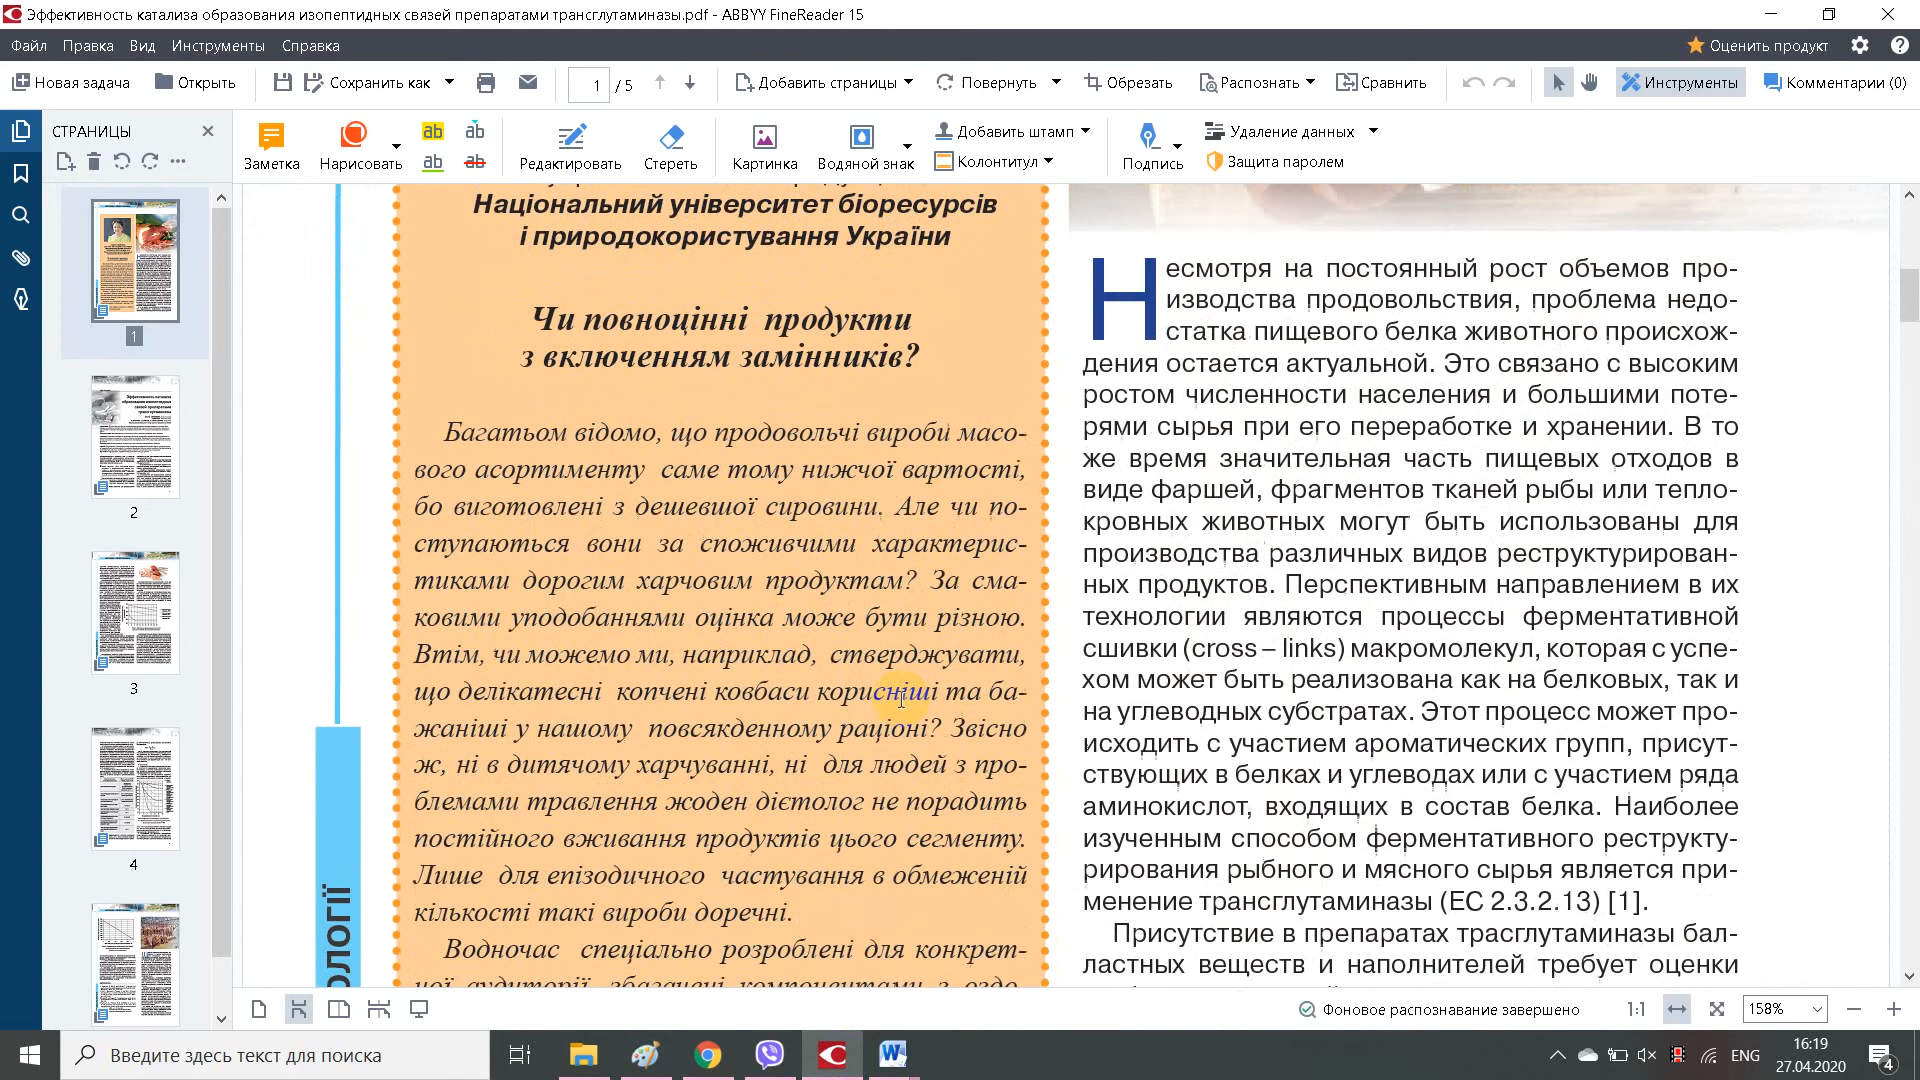 Эффективность катализа образования изопептидных связей препаратами трансглутаминазы.pdf - ABBYY FineReader 15
Файл Правка Вид Инструменты Справка
Оценить продукт
Новая задача Открыть Сохранить как 1 / 5 Добавить страницы Повернуть Обрезать Распознать Сравнить Инструменты Комментарии (0)
СТРАНИЦЫ
Заметка Нарисовать ab ab ab ab Редактировать Стереть Картинка Водяной знак Добавить штамп Колонтитул Подпись Удаление данных Защита паролем
1
2
3
4
ОЛОГІЇ
Національний університет біоресурсів
і природокористування України
Чи повноцінні продукти
з включенням замінників?
Багатьом відомо, що продовольчі вироби масо-
вого асортименту саме тому нижчої вартості,
бо виготовлені з дешевшої сировини. Але чи по-
ступаються вони за споживчими характерис-
тиками дорогим харчовим продуктам? За сма-
ковими уподобаннями оцінка може бути різною.
Втім, чи можемо ми, наприклад, стверджувати,
що делікатесні копчені ковбаси корисніші та ба-
жаніші у нашому повсякденному раціоні? Звісно
ж, ні в дитячому харчуванні, ні для людей з про-
блемами травлення жоден дієтолог не порадить
постійного вживання продуктів цього сегменту.
Лише для епізодичного частування в обмеженій
кількості такі вироби доречні.
Водночас спеціально розроблені для конкрет-
ної аудиторії, збагачені компонентами з оздо-
Несмотря на постоянный рост объемов про-
изводства продовольствия, проблема недо-
статка пищевого белка животного происхож-
дения остается актуальной. Это связано с высоким
ростом численности населения и большими поте-
рями сырья при его переработке и хранении. В то
же время значительная часть пищевых отходов в
виде фаршей, фрагментов тканей рыбы или тепло-
кровных животных могут быть использованы для
производства различных видов реструктурирован-
ных продуктов. Перспективным направлением в их
технологии являются процессы ферментативной
сшивки (cross – links) макромолекул, которая с успе-
хом может быть реализована как на белковых, так и
на углеводных субстратах. Этот процесс может про-
исходить с участием ароматических групп, присут-
ствующих в белках и углеводах или с участием ряда
аминокислот, входящих в состав белка. Наиболее
изученным способом ферментативного реструкту-
рирования рыбного и мясного сырья является при-
менение трансглутаминазы (ЕС 2.3.2.13) [1].
Присутствие в препаратах трасглутаминазы бал-
ластных веществ и наполнителей требует оценки
Фоновое распознавание завершено 1:1 158%
Введите здесь текст для поиска
ENG
16:19
27.04.2020
4